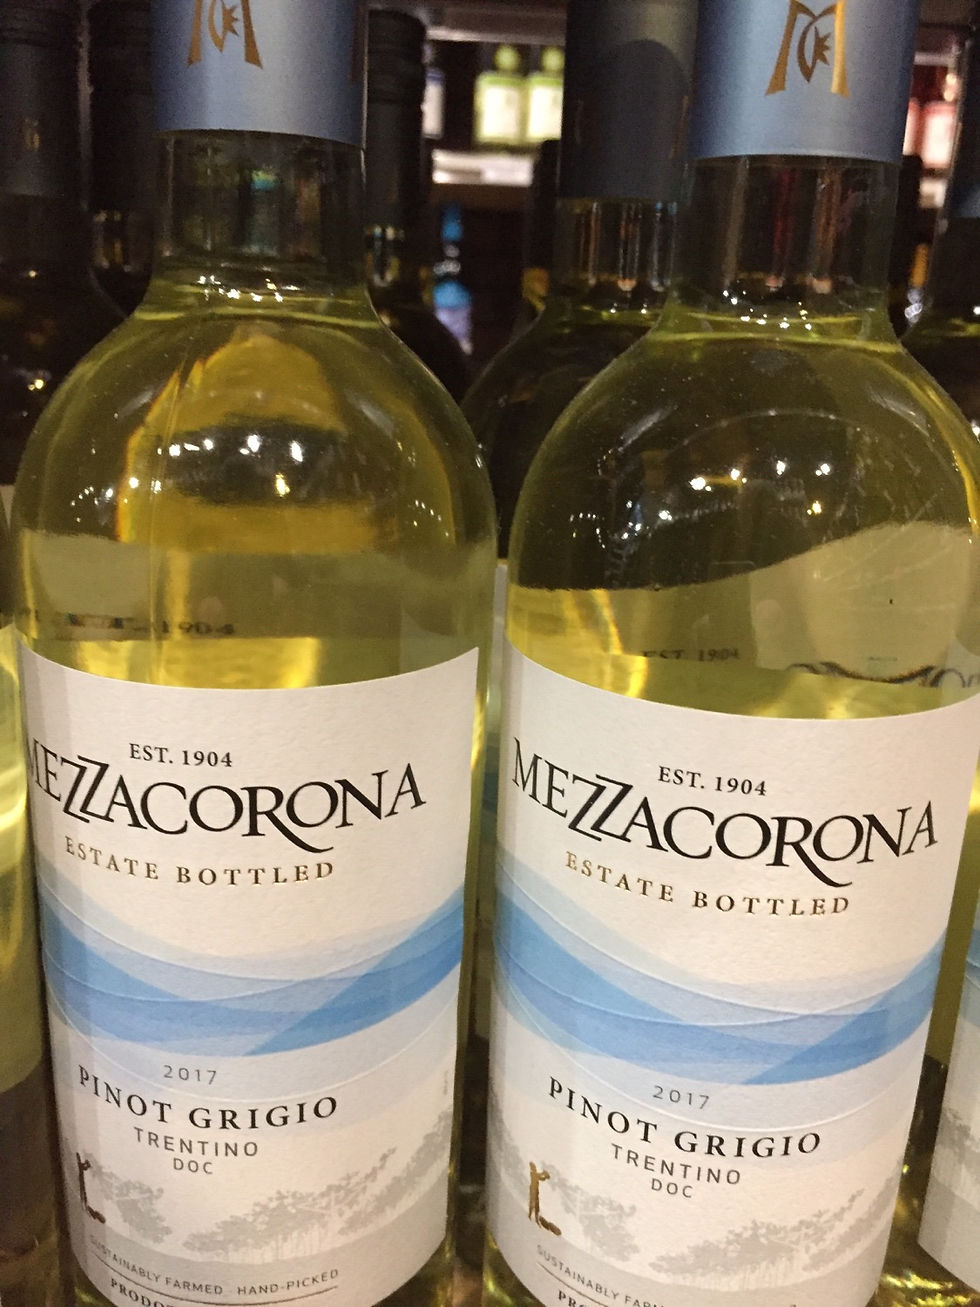 EST. 1904
MEZZACORONA
ESTATE BOTTLED
2017
PINOT GRIGIO
TRENTINO
DOC
SUSTAINABLY FARMED HAND-PICKED
EST. 1904
MEZZACORONA
ESTATE BOTTLED
2017
PINOT GRIGIO
TRENTINO
DOC
SUSTAINABLY